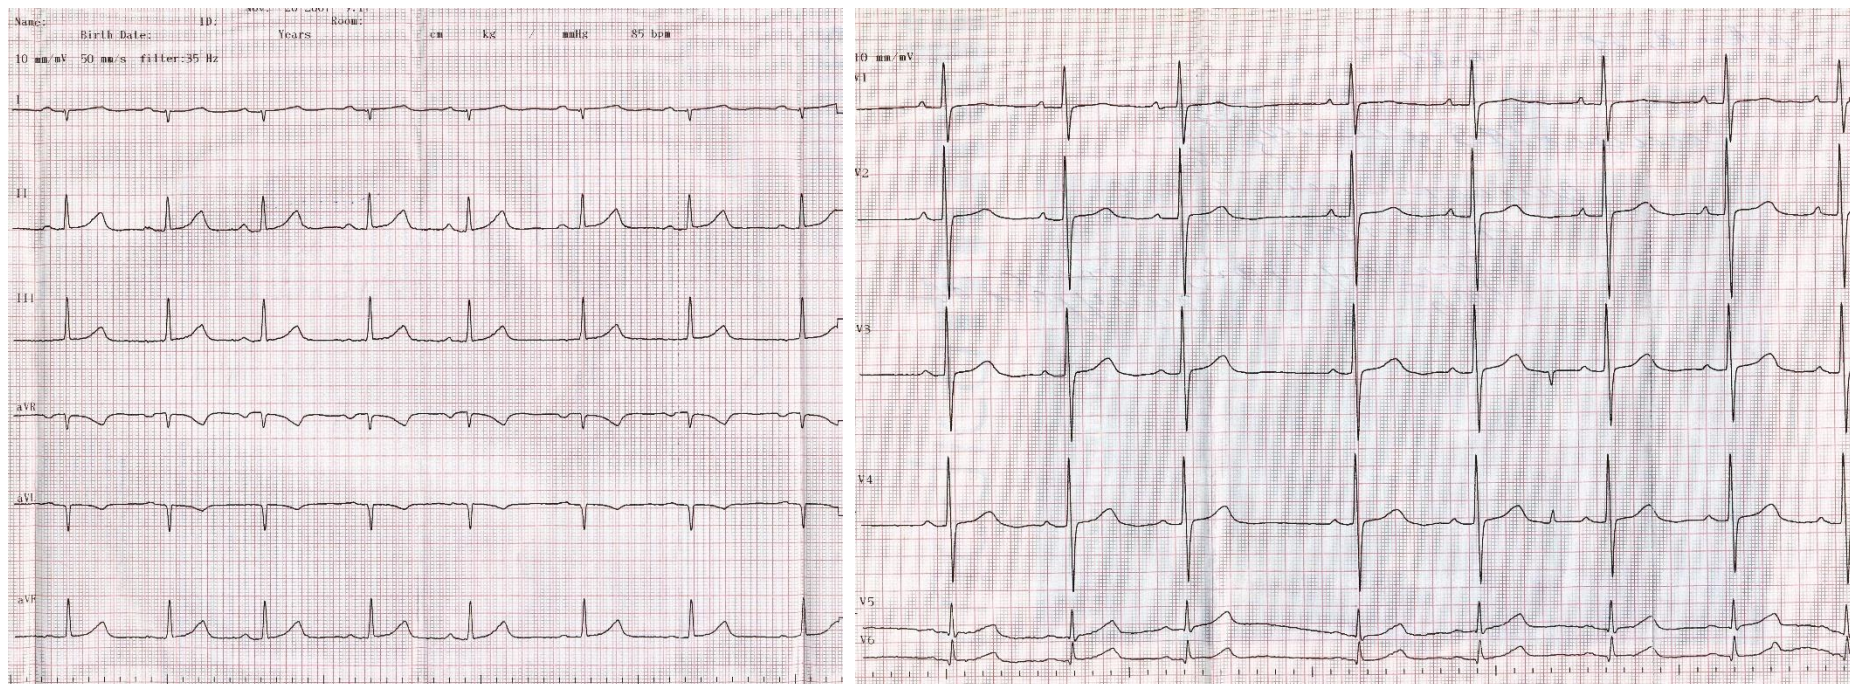 Name: ID: Room:
Birth Date: Years cm kg / mmHg 85 bpm
10 mm/mV 50 mm/s filter:35 Hz
I
II
III
aVR
aVL
aVF
10 mm/mV
V1
V2
V3
V4
V5
V6